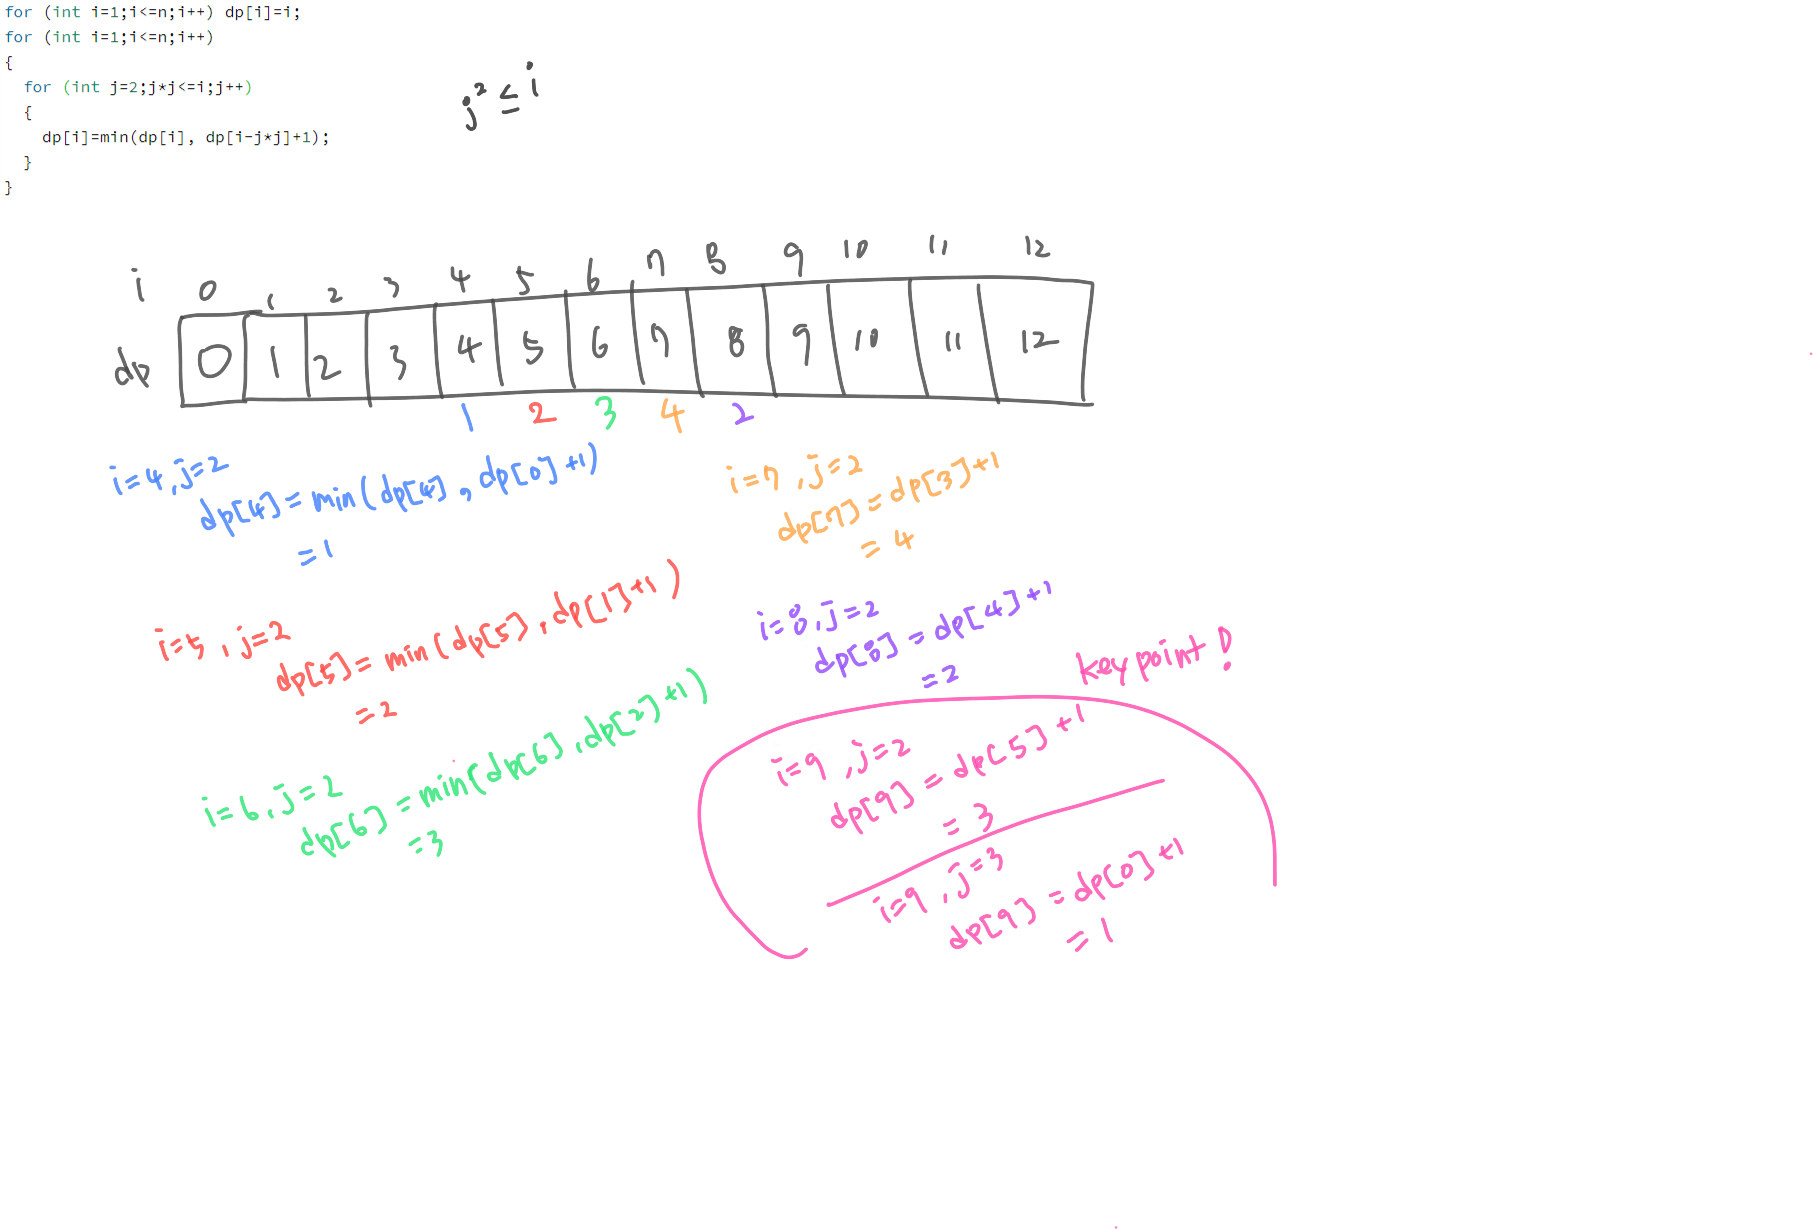 for (int i=1;i<=n;i++) dp[i]=i;
for (int i=1;i<=n;i++)
{
for (int j=2;j*j<=i;j++)
{
dp[i]=min(dp[i], dp[i-j*j]+1);
}
}
j² ≤ i
i 0 1 2 3 4 5 6 7 8 9 10 11 12
dp 0 1 2 3 4 5 6 7 8 9 10 11 12
1 2 3 4 2
i=4, j=2
dp[4] = min(dp[4], dp[0]+1)
=1
i=5, j=2
dp[5] = min(dp[5], dp[1]+1)
=2
i=6, j=2
dp[6] = min(dp[6], dp[2]+1)
=3
i=7, j=2
dp[7] = dp[3]+1
= 4
i=8, j=2
dp[8] = dp[4]+1
=2
key point!
i=9, j=2
dp[9] = dp[5]+1
= 3
i=9, j=3
dp[9] = dp[0]+1
= 1